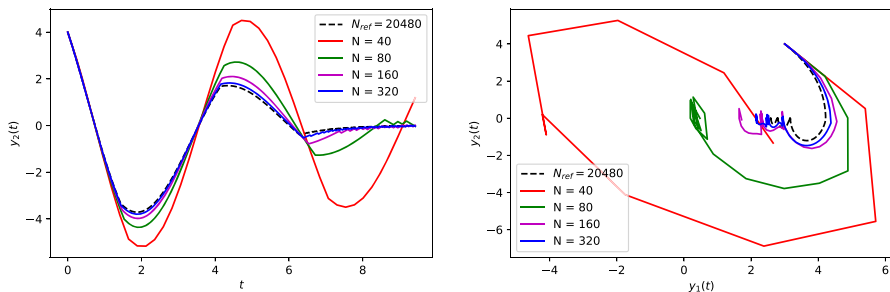 4
2
0
−2
−4
0
2
4
6
8
t
y₂(t)
N_ref = 20480
N = 40
N = 80
N = 160
N = 320
4
2
0
−2
−4
−6
−4
−2
0
2
4
6
y₁(t)
y₂(t)
N_ref = 20480
N = 40
N = 80
N = 160
N = 320